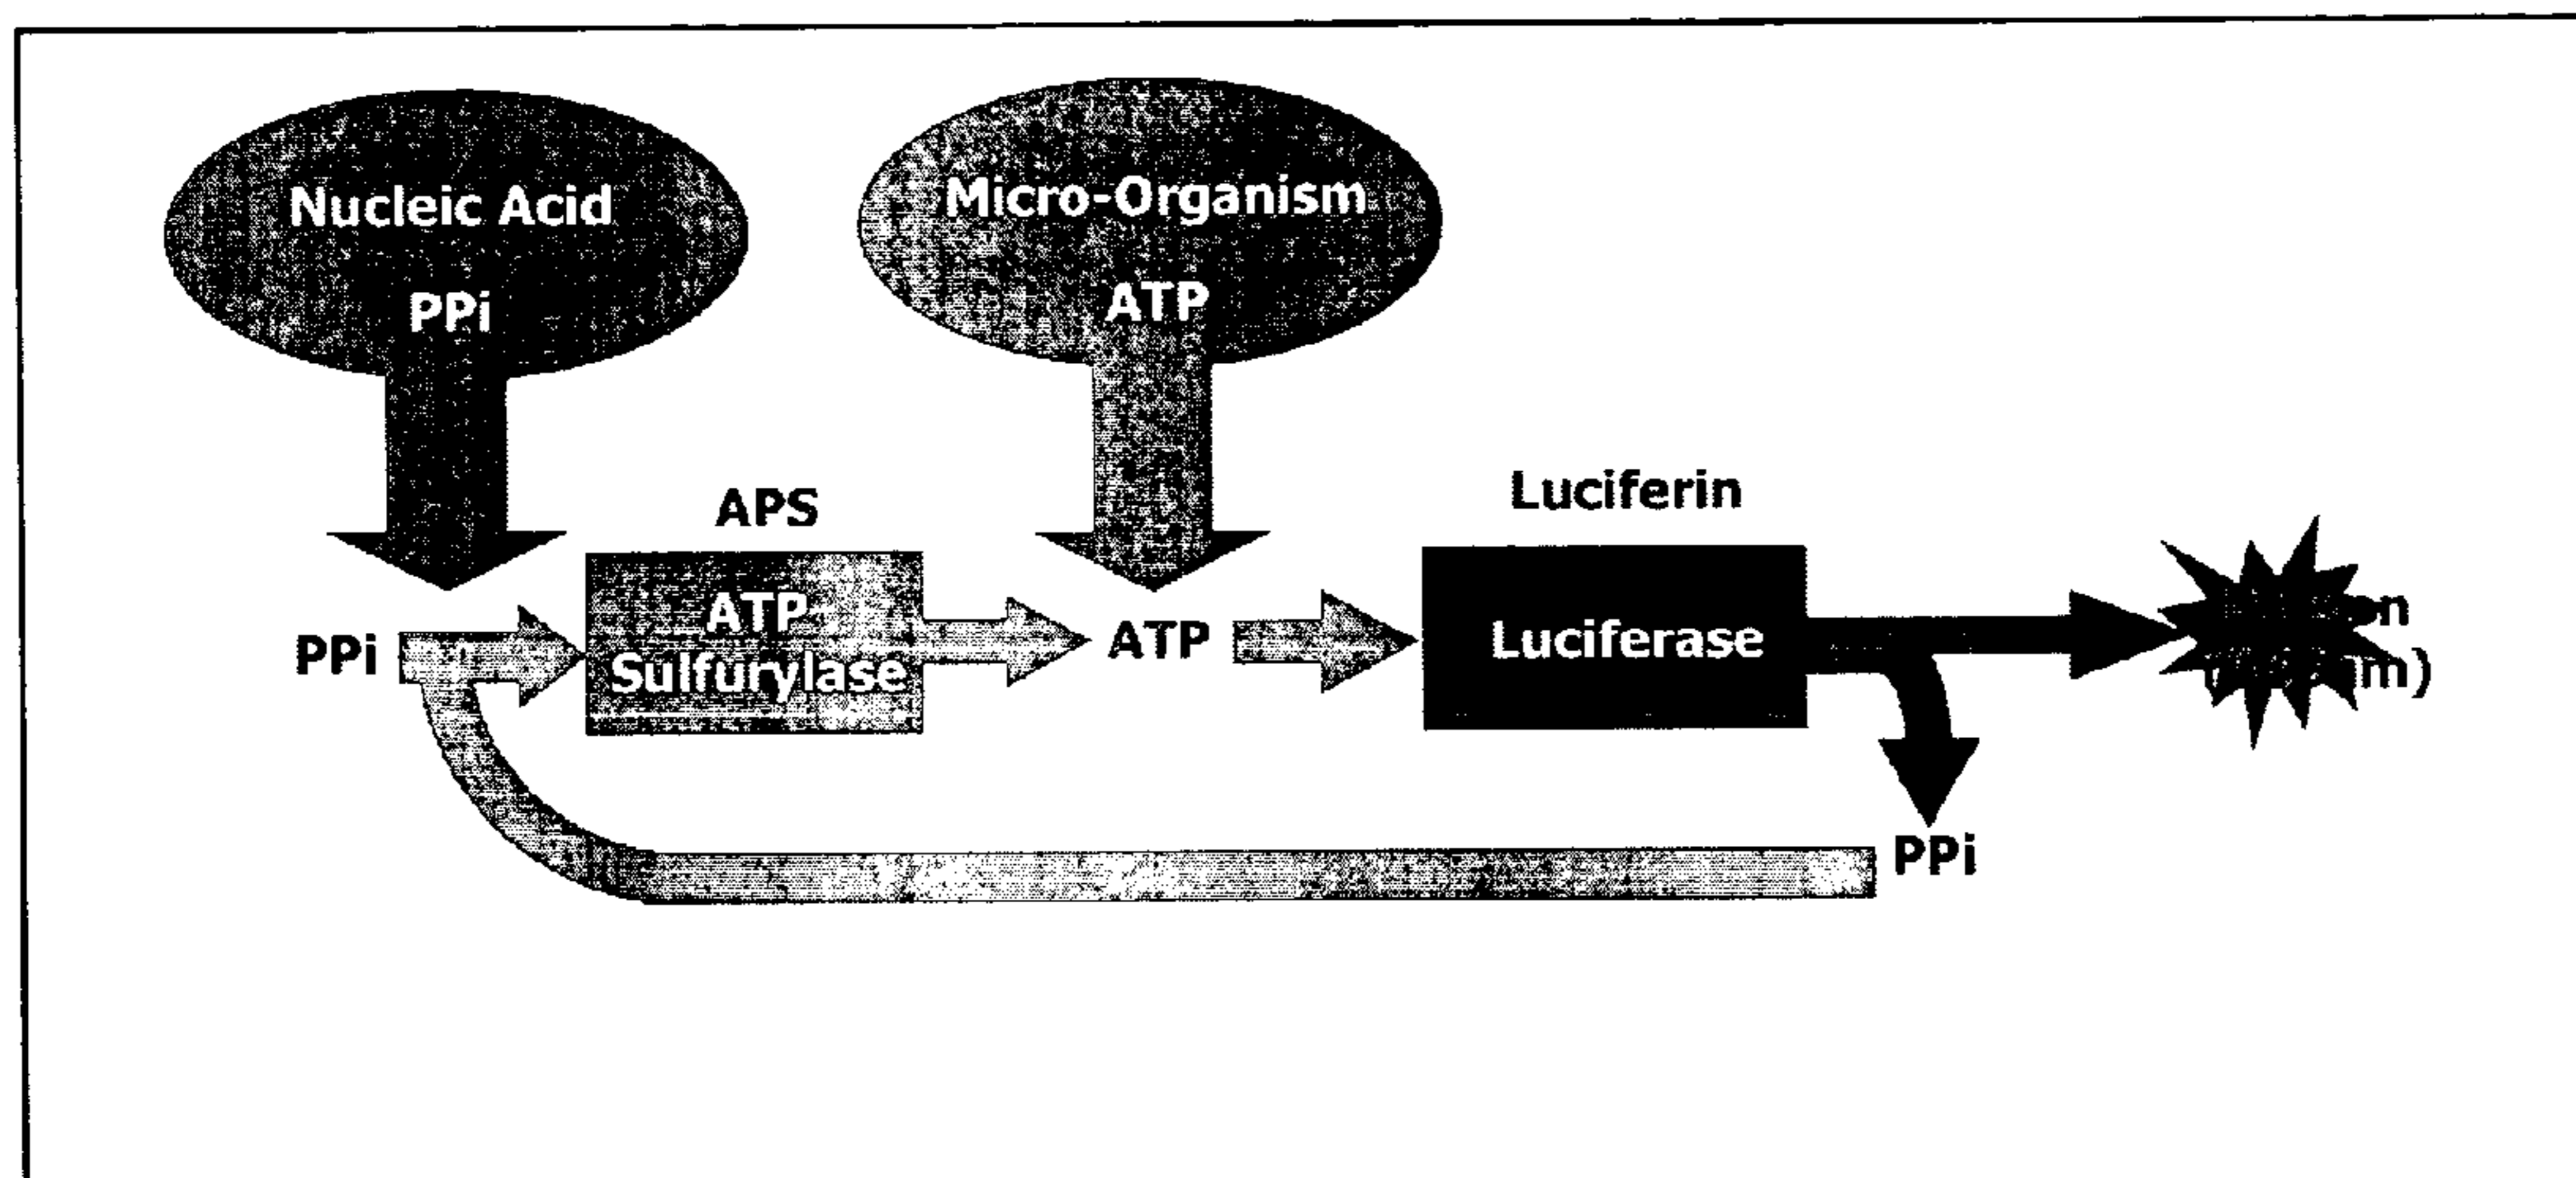 Nucleic Acid
PPi
Micro-Organism
ATP
APS
Luciferin
PPi
ATP-
Sulfurylase
ATP
Luciferase
PPi